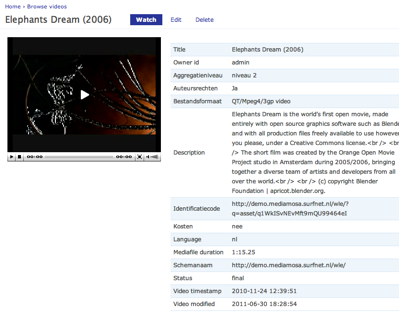 Home › Browse videos
Elephants Dream (2006)
Watch
Edit
Delete
Title Elephants Dream (2006)
Owner id admin
Aggregatieniveau niveau 2
Auteursrechten Ja
Bestandsformaat QT/Mpeg4/3gp video
Description
Elephants Dream is the world's first open movie, made
entirely with open source graphics software such as Blende
and with all production files freely available to use however
you please, under a Creative Commons license.<br /> <br
/> The short film was created by the Orange Open Movie
Project studio in Amsterdam during 2005/2006, bringing
together a diverse team of artists and developers from all
over the world.<br /> <br /> (c) copyright Blender
Foundation | apricot.blender.org.
Identificatiecode
http://demo.mediamosa.surfnet.nl/wle/?
Kosten nee
Language nl
Mediafile duration 1:15.25
Schemanaam http://demo.mediamosa.surfnet.nl/wle/
Status final
Video timestamp 2010-11-24 12:39:51
Video modified 2011-06-30 18:28:54